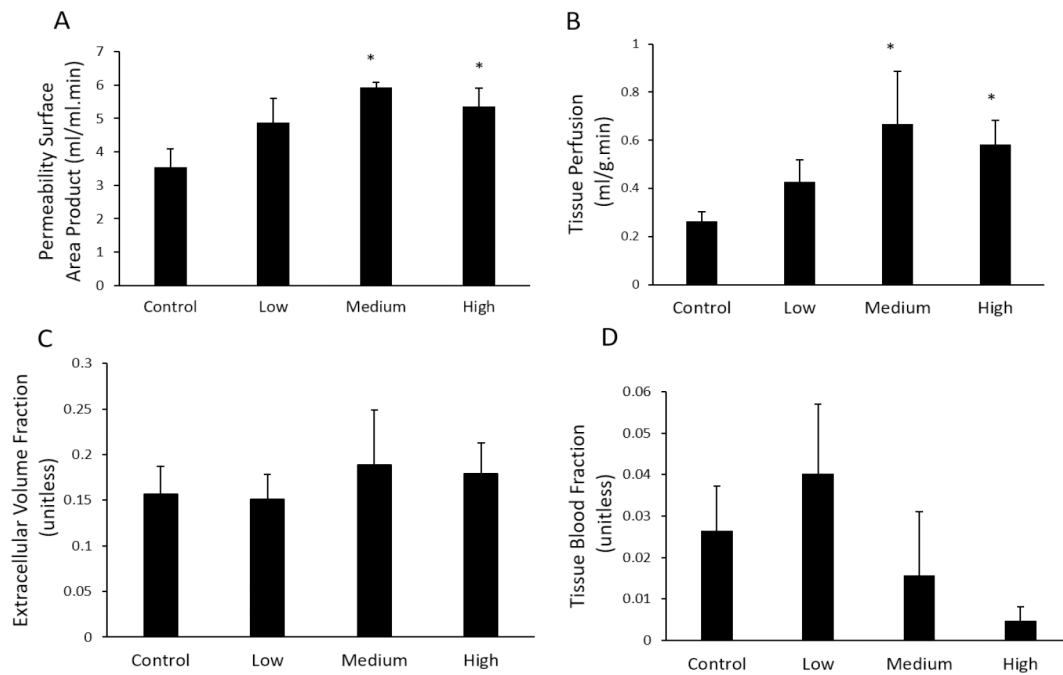 A
Permeability Surface
Area Product (ml/ml.min)
7
6
5
4
3
2
1
0
*
*
Control
Low
Medium
High
B
Tissue Perfusion
(ml/g.min)
1
0.8
0.6
0.4
0.2
0
*
*
Control
Low
Medium
High
C
Extracellular Volume Fraction
(unitless)
0.3
0.25
0.2
0.15
0.1
0.05
0
Control
Low
Medium
High
D
Tissue Blood Fraction
(unitless)
0.06
0.05
0.04
0.03
0.02
0.01
0
Control
Low
Medium
High